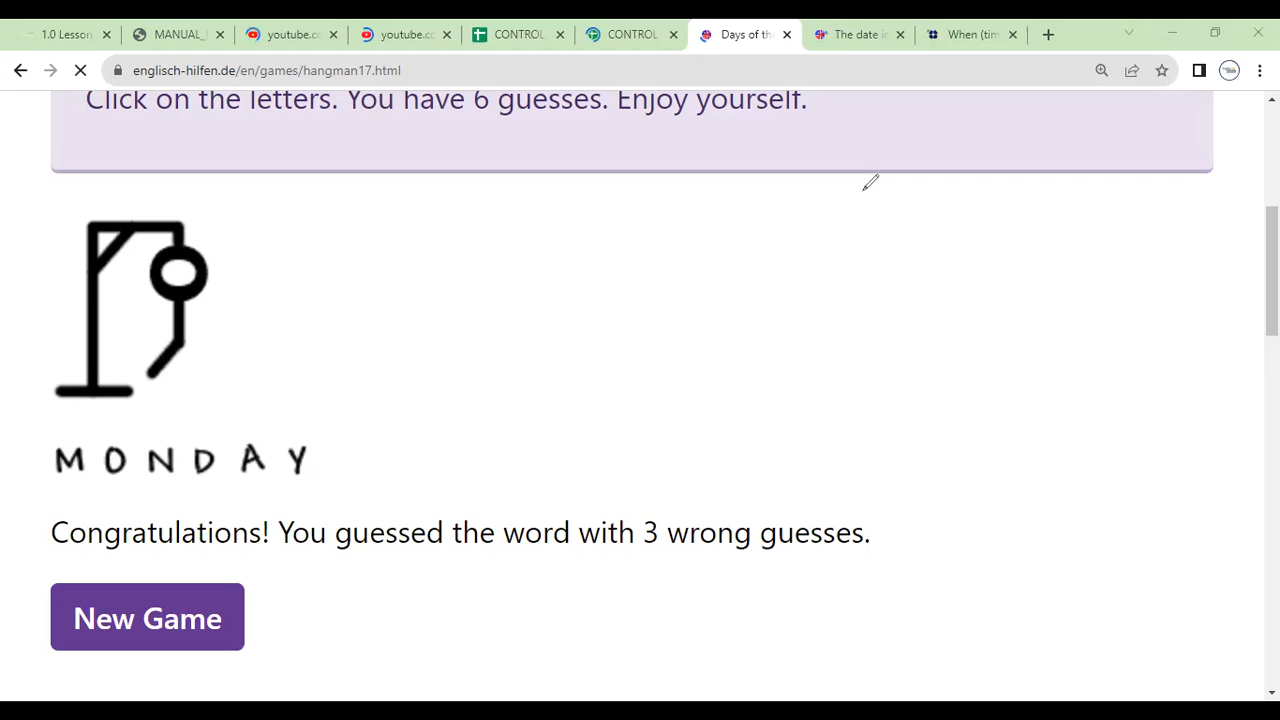 1.0 Lesson
MANUAL_
youtube.co
youtube.co
CONTROL
CONTROL
Days of th
The date i
When (tim
englisch-hilfen.de/en/games/hangman17.html
Click on the letters. You have 6 guesses. Enjoy yourself.
M O N D A Y
Congratulations! You guessed the word with 3 wrong guesses.
New Game